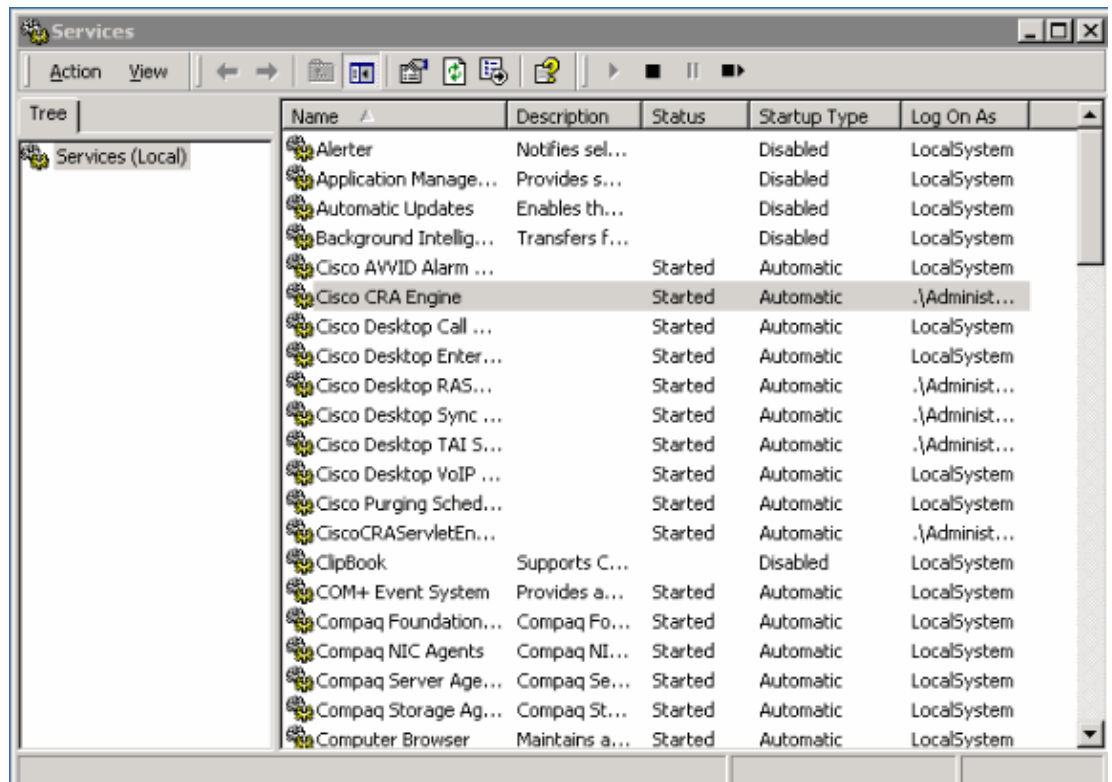 Services
Action View
Tree
Name Description Status Startup Type Log On As
Services (Local)
Alerter Notifies sel... Disabled LocalSystem
Application Manage... Provides s... Disabled LocalSystem
Automatic Updates Enables th... Disabled LocalSystem
Background Intellig... Transfers f... Disabled LocalSystem
Cisco AVVID Alarm ... Started Automatic LocalSystem
Cisco CRA Engine Started Automatic .\Administ...
Cisco Desktop Call ... Started Automatic LocalSystem
Cisco Desktop Enter... Started Automatic LocalSystem
Cisco Desktop RAS... Started Automatic .\Administ...
Cisco Desktop Sync ... Started Automatic .\Administ...
Cisco Desktop TAI S... Started Automatic .\Administ...
Cisco Desktop VoIP ... Started Automatic LocalSystem
Cisco Purging Sched... Started Automatic LocalSystem
CiscoCRAServletEn... Started Automatic .\Administ...
ClipBook Supports C... Disabled LocalSystem
COM+ Event System Provides a... Started Automatic LocalSystem
Compaq Foundation... Compaq Fo... Started Automatic LocalSystem
Compaq NIC Agents Compaq NI... Started Automatic LocalSystem
Compaq Server Age... Compaq Se... Started Automatic LocalSystem
Compaq Storage Ag... Compaq St... Started Automatic LocalSystem
Computer Browser Maintains a... Started Automatic LocalSystem